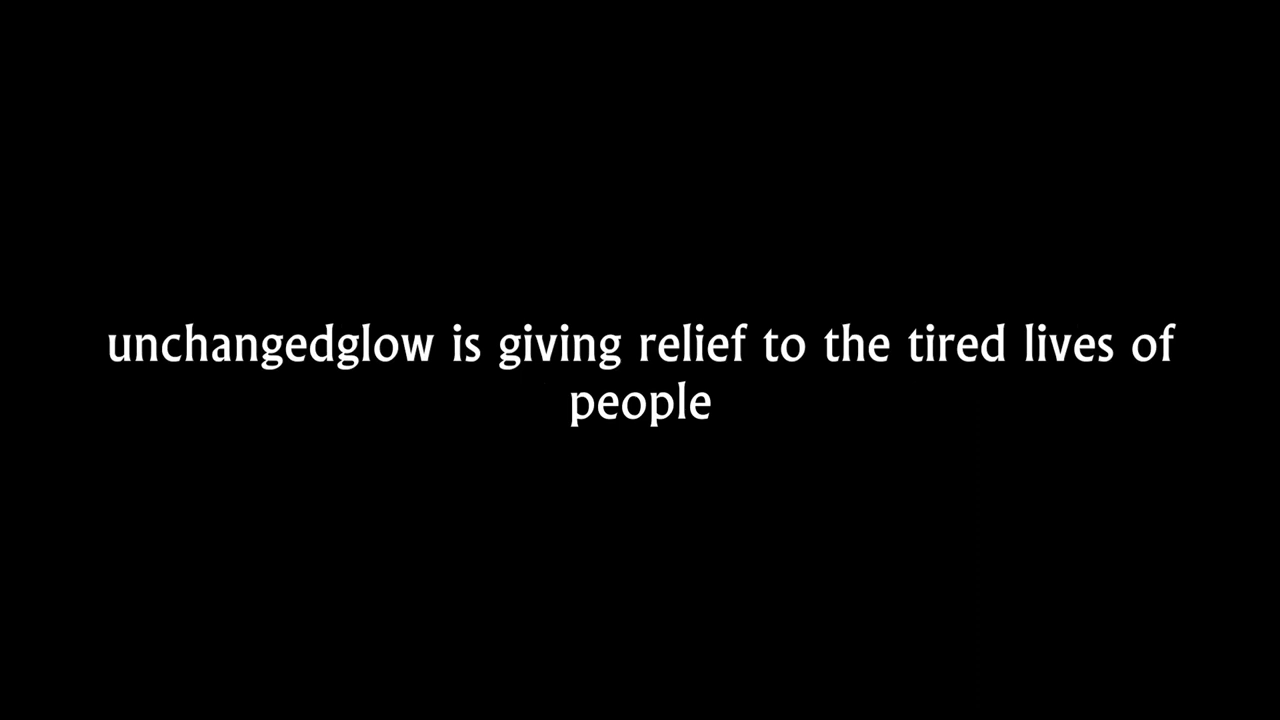 unchangedglow is giving relief to the tired lives of
people